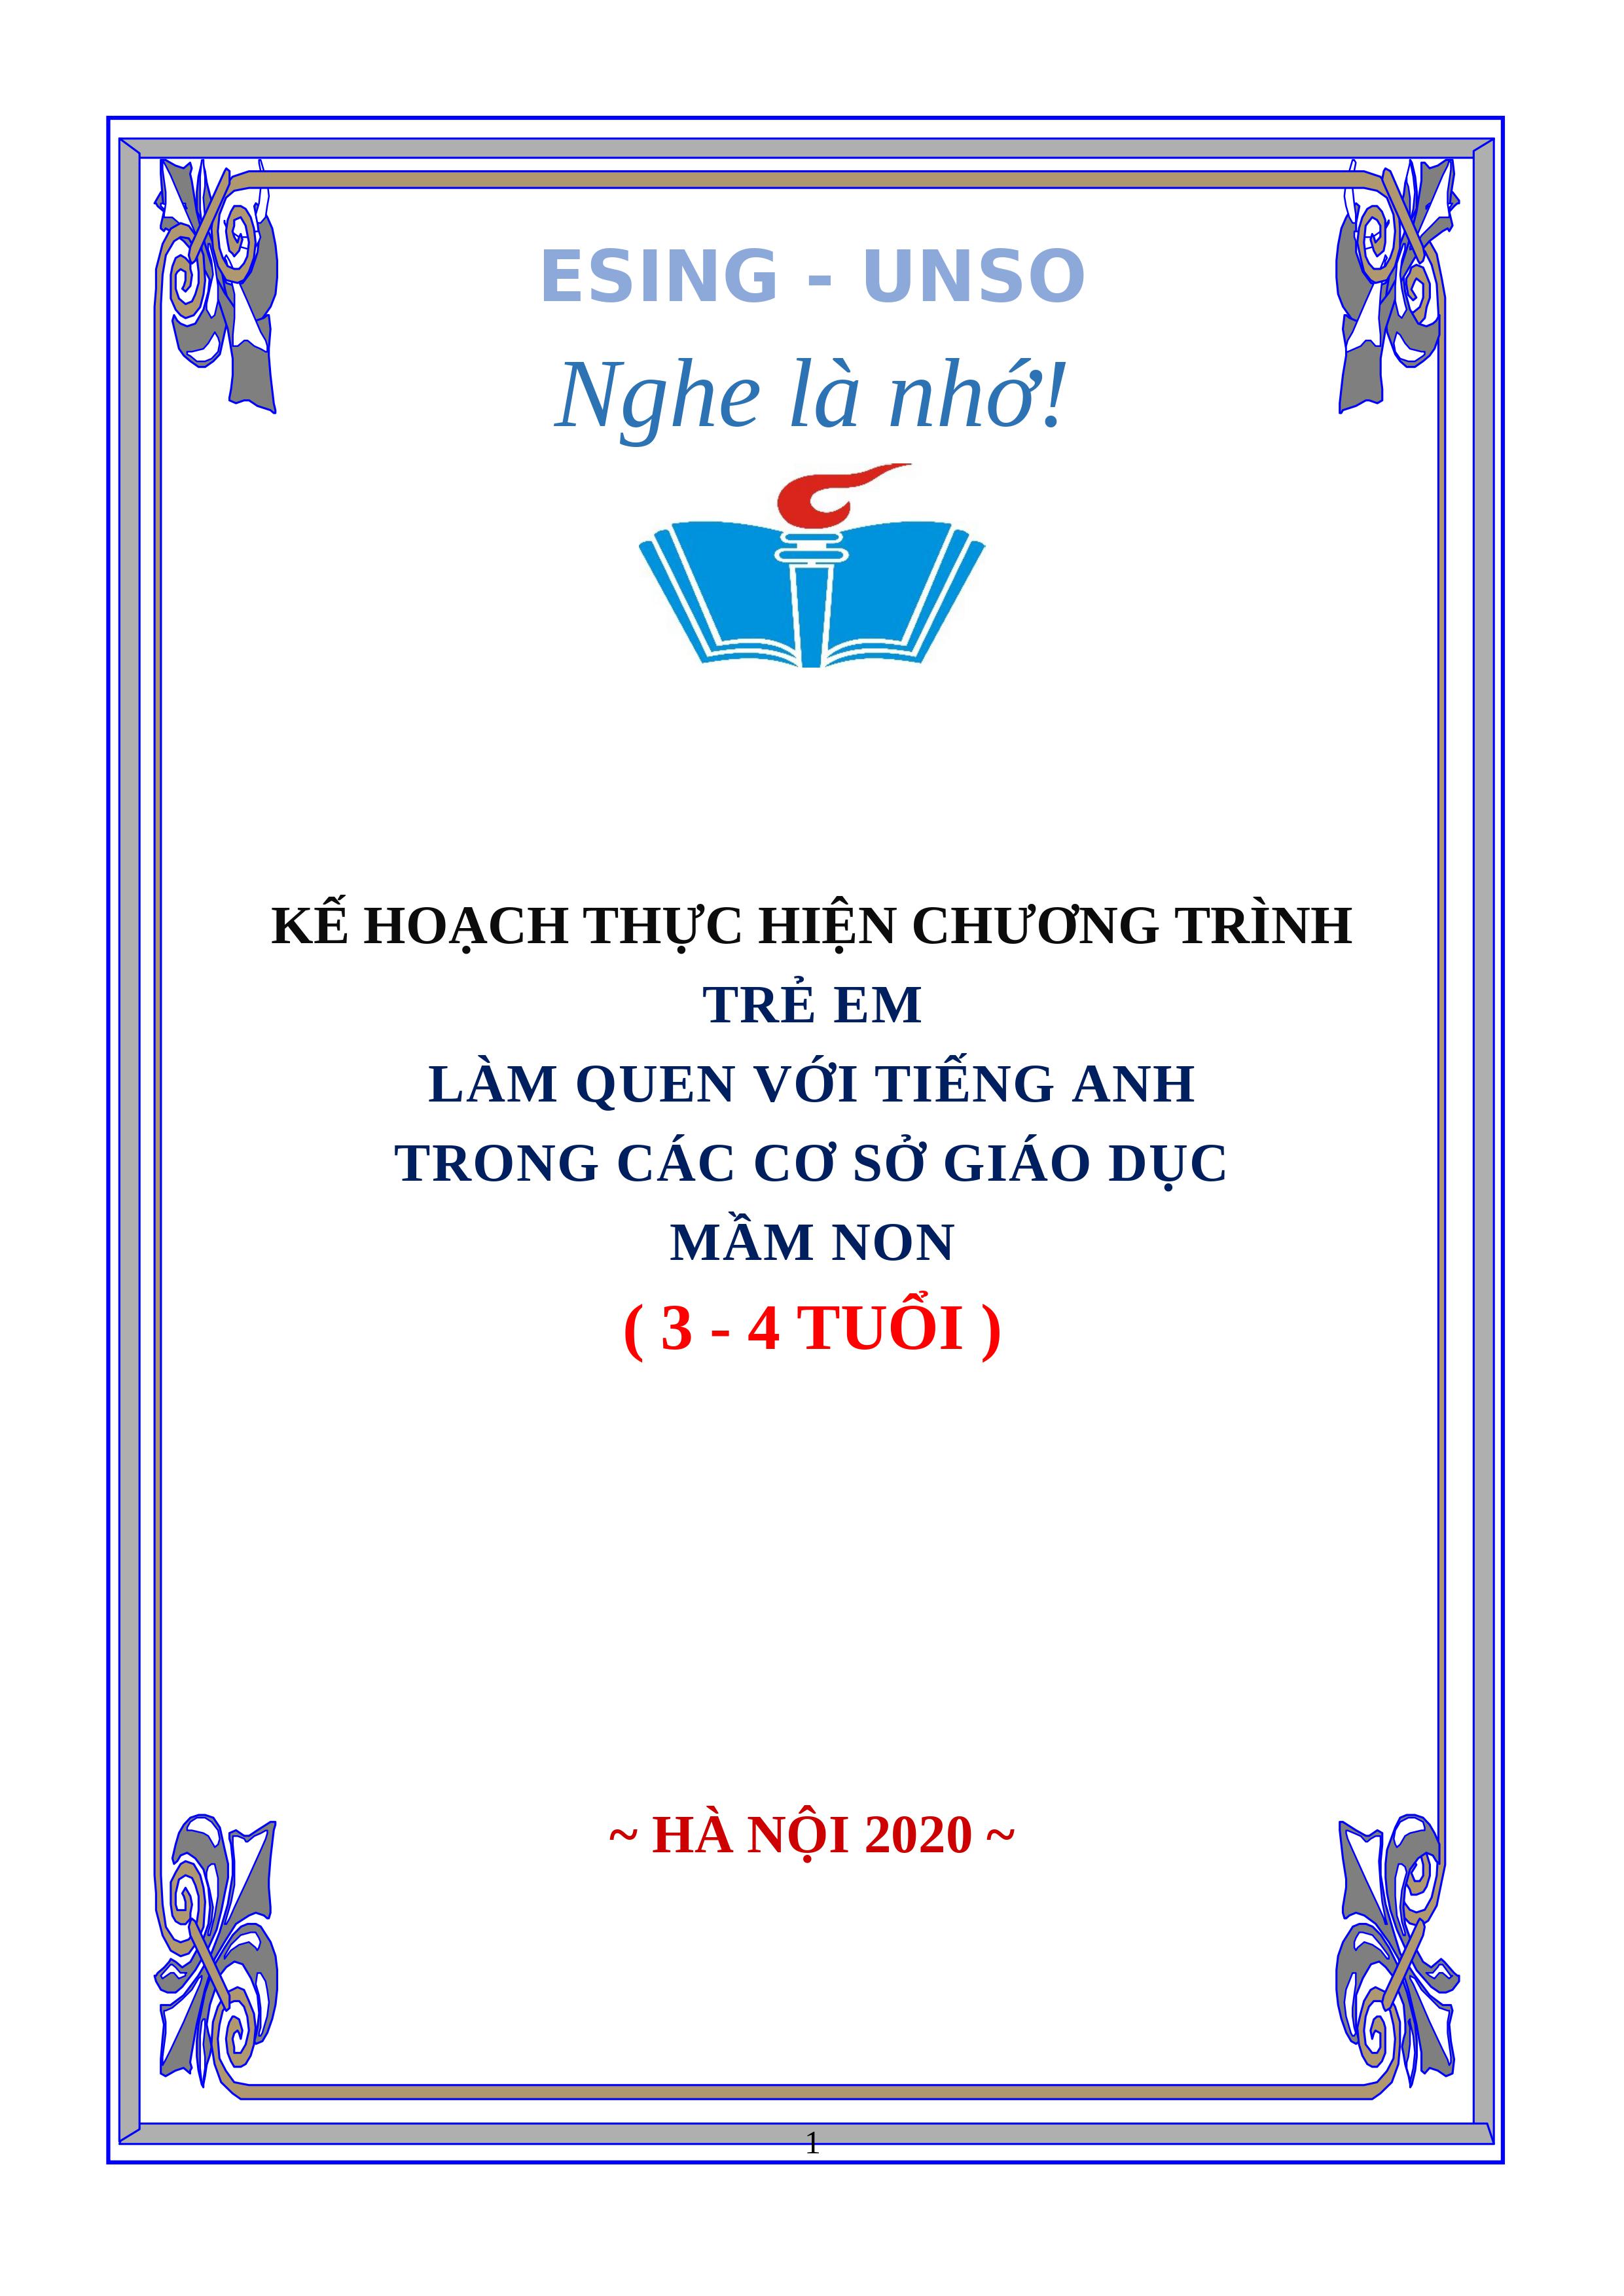 ESING - UNSO
Nghe là nhớ!
KẾ HOẠCH THỰC HIỆN CHƯƠNG TRÌNH
TRẺ EM
LÀM QUEN VỚI TIẾNG ANH
TRONG CÁC CƠ SỞ GIÁO DỤC
MẦM NON
( 3 - 4 TUỔI )
~ HÀ NỘI 2020 ~
1